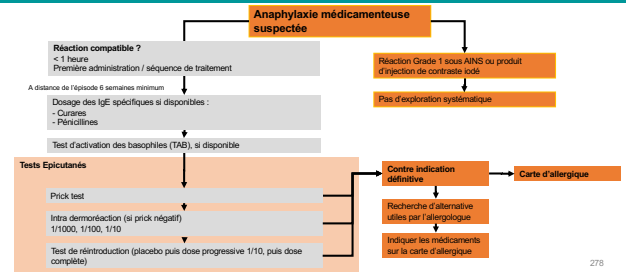 Anaphylaxie médicamenteuse
suspectée
Réaction compatible ?
< 1 heure
Première administration / séquence de traitement
Réaction Grade 1 sous AINS ou produit
d'injection de contraste iodé
A distance de l'épisode 6 semaines minimum
Pas d'exploration systématique
Dosage des IgE spécifiques si disponibles :
- Curares
- Pénicillines
Test d'activation des basophiles (TAB), si disponible
Tests Epicutanés
Contre indication
définitive
Carte d'allergique
Prick test
Recherche d'alternative
utiles par l'allergologue
Intra dermoréaction (si prick négatif)
1/1000, 1/100, 1/10
Indiquer les médicaments
sur la carte d'allergique
Test de réintroduction (placebo puis dose progressive 1/10, puis dose
complète)
278